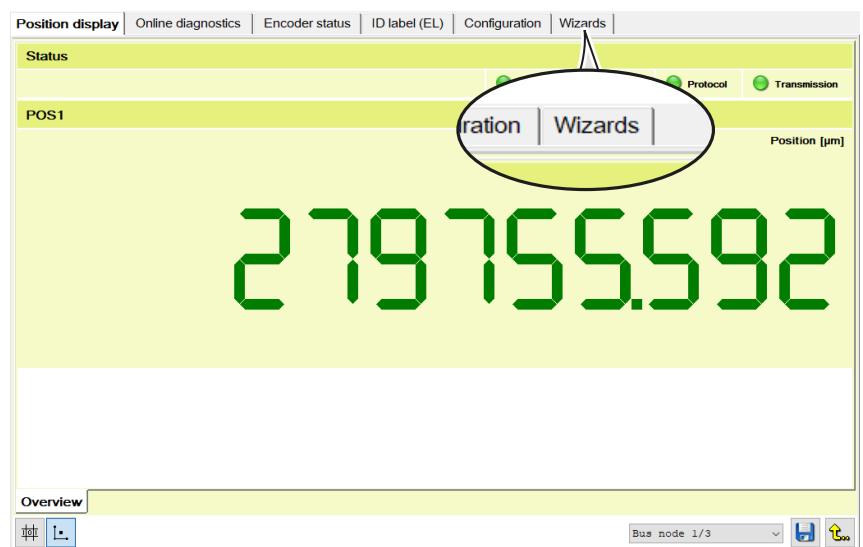 Position display Online diagnostics Encoder status ID label (EL) Configuration Wizards
Status
Protocol Transmission
POS1
ration Wizards
Position [µm]
279755.592
Overview
Bus node 1/3